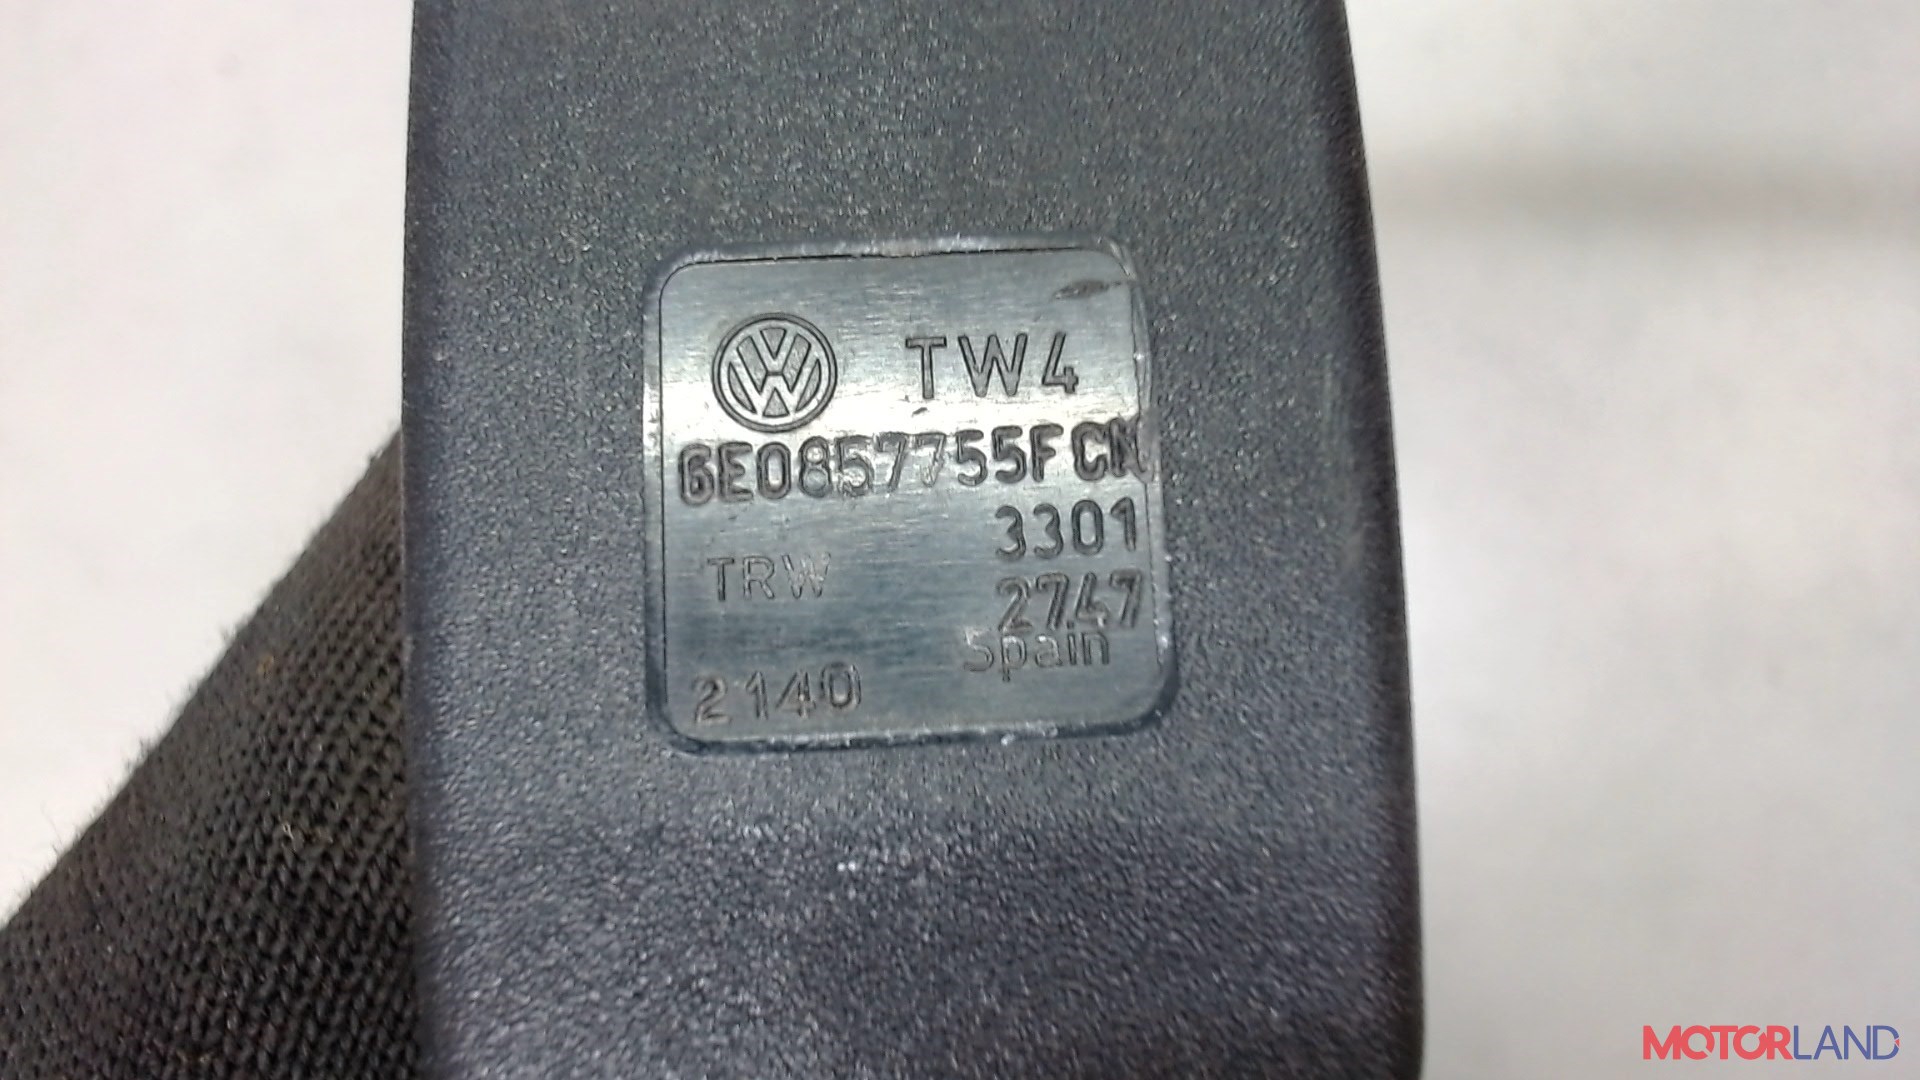 TW4
6E0857755F CN
3301
TRW
2747
Spain
2140
MOTORLAND